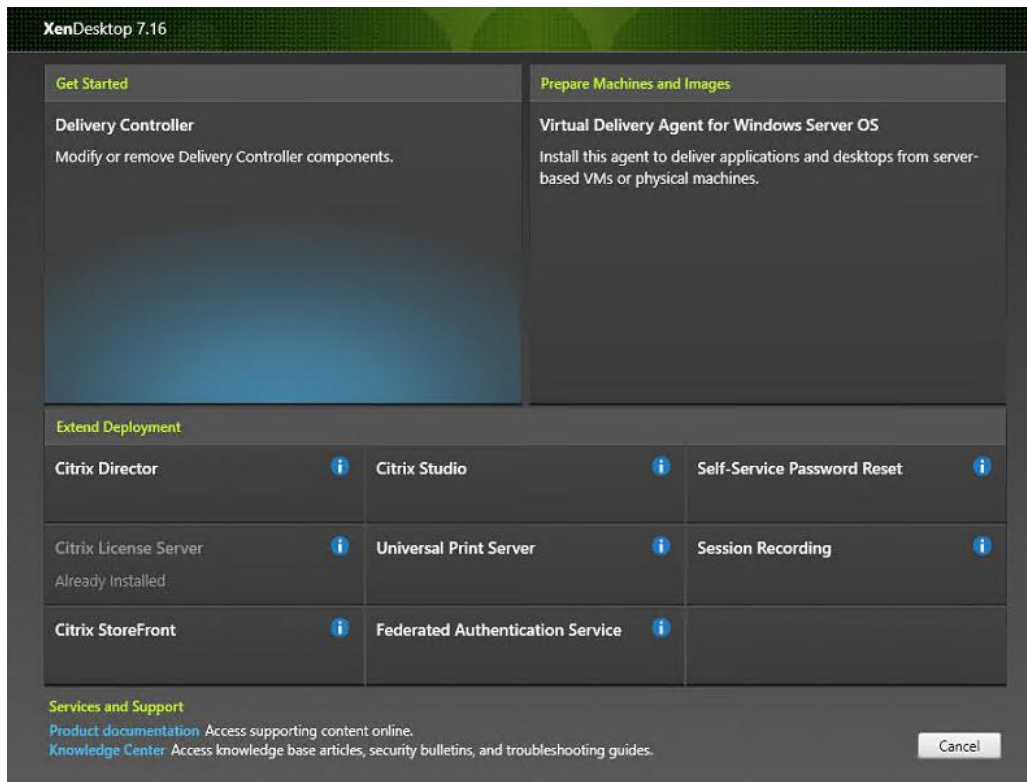 XenDesktop 7.16
Get Started
Delivery Controller
Modify or remove Delivery Controller components.
Prepare Machines and Images
Virtual Delivery Agent for Windows Server OS
Install this agent to deliver applications and desktops from server-
based VMs or physical machines.
Extend Deployment
Citrix Director
Citrix Studio
Self-Service Password Reset
Citrix License Server
Already Installed
Universal Print Server
Session Recording
Citrix StoreFront
Federated Authentication Service
Services and Support
Product documentation Access supporting content online.
Knowledge Center Access knowledge base articles, security bulletins, and troubleshooting guides.
Cancel